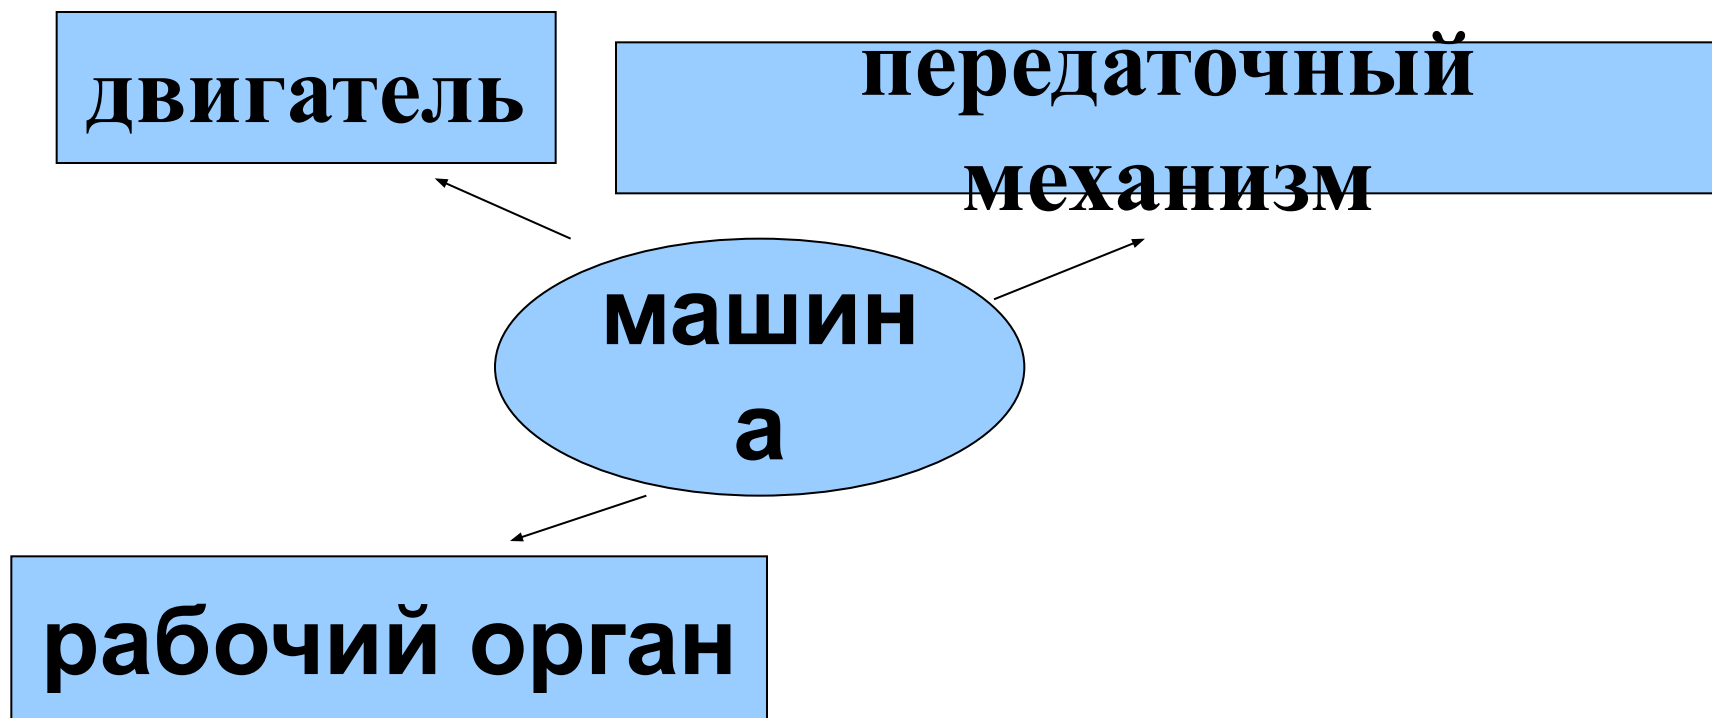 двигатель
передаточный
механизм
машин
а
рабочий орган